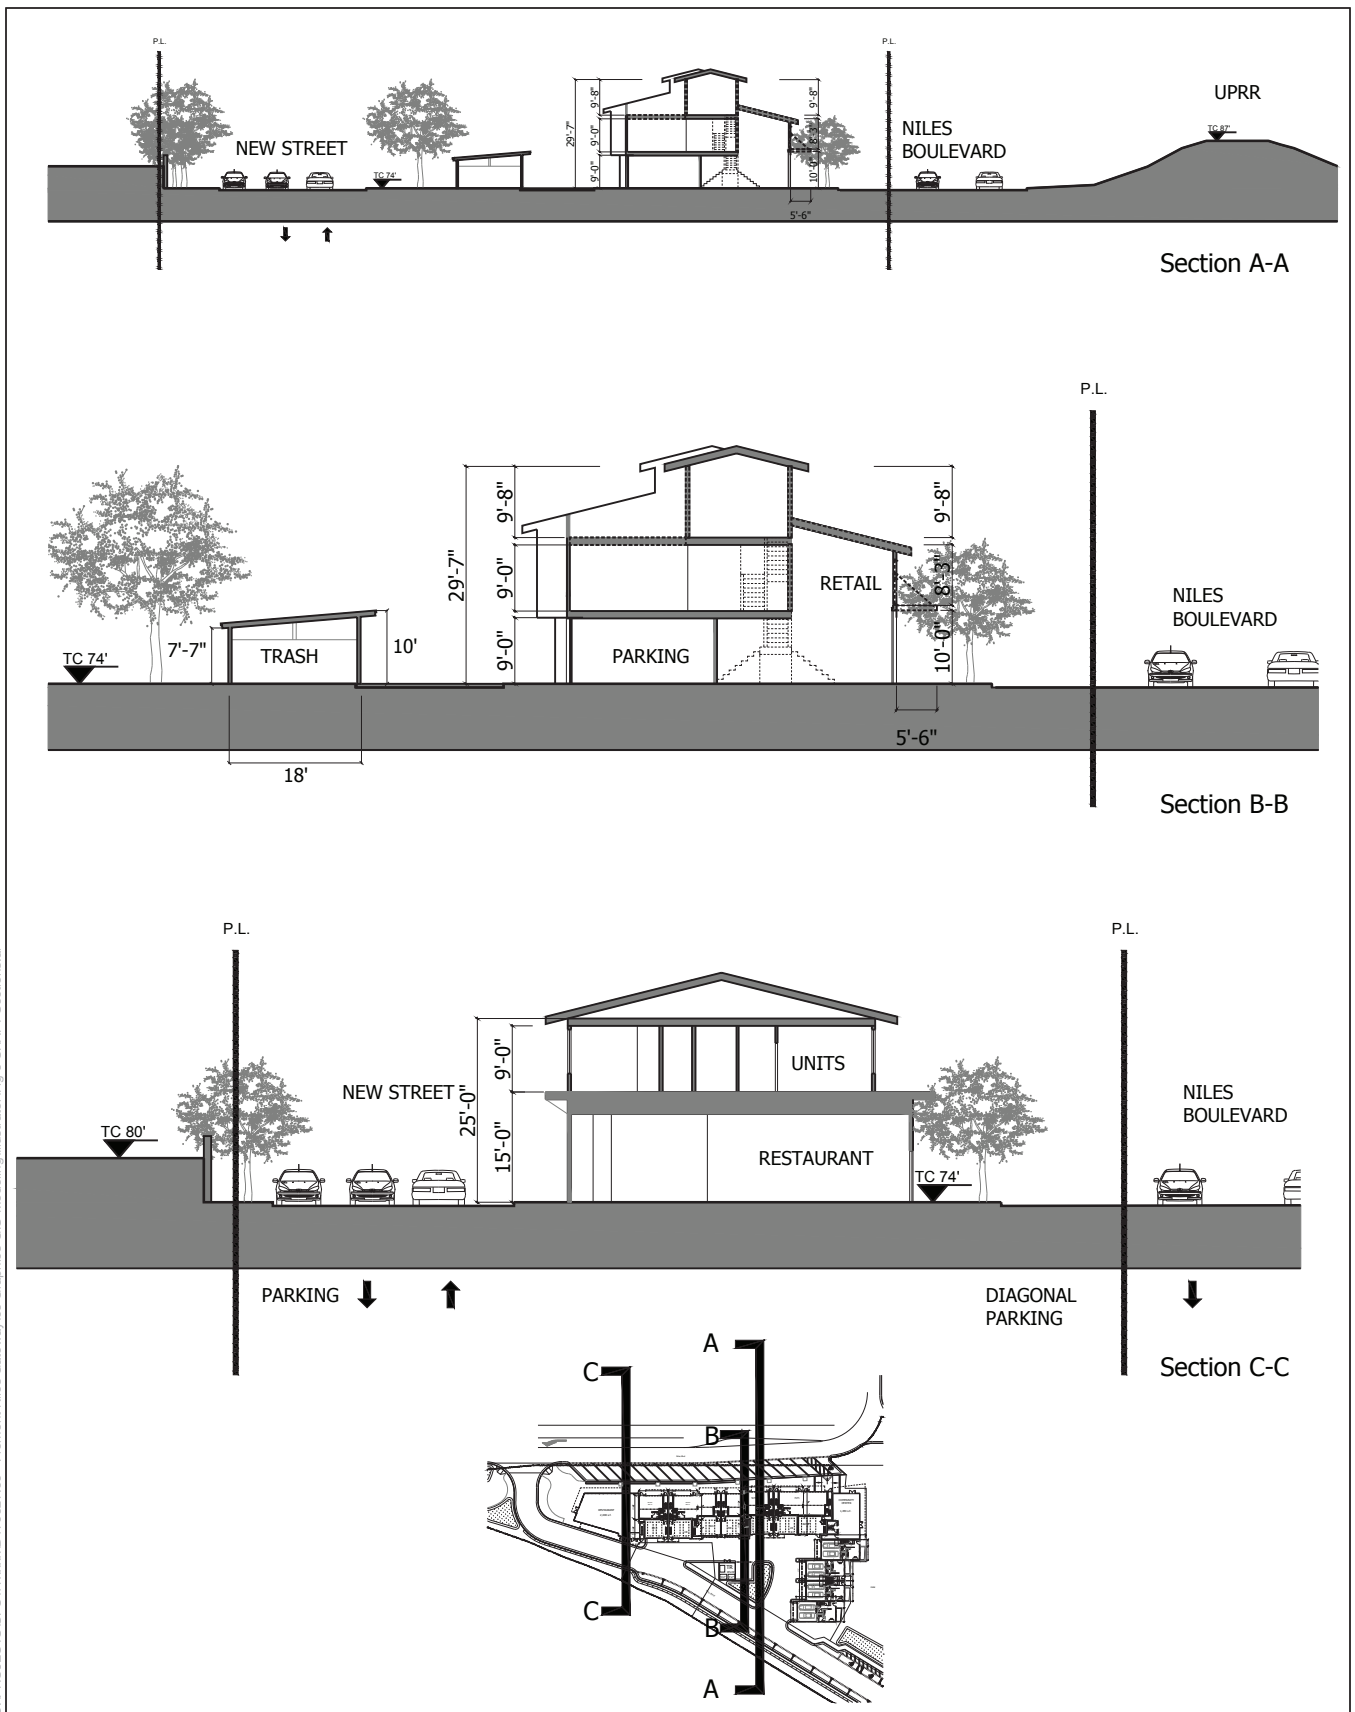 P.L.
P.L.
UPRR
TC 87'
NEW STREET
NILES
BOULEVARD
TC 74'
29'-7"
9'-8"
9'-0"
9'-0"
9'-8"
8'-3"
10'-0"
5'-6"
Section A-A
P.L.
29'-7"
9'-8"
9'-0"
9'-0"
9'-8"
8'-3"
10'-0"
RETAIL
NILES
BOULEVARD
TC 74'
7'-7"
TRASH
10'
PARKING
5'-6"
18'
Section B-B
P.L.
P.L.
NEW STREET
25'-0"
9'-0"
15'-0"
UNITS
NILES
BOULEVARD
TC 80'
RESTAURANT
TC 74'
PARKING
DIAGONAL
PARKING
Section C-C
A
C
B
C
B
A